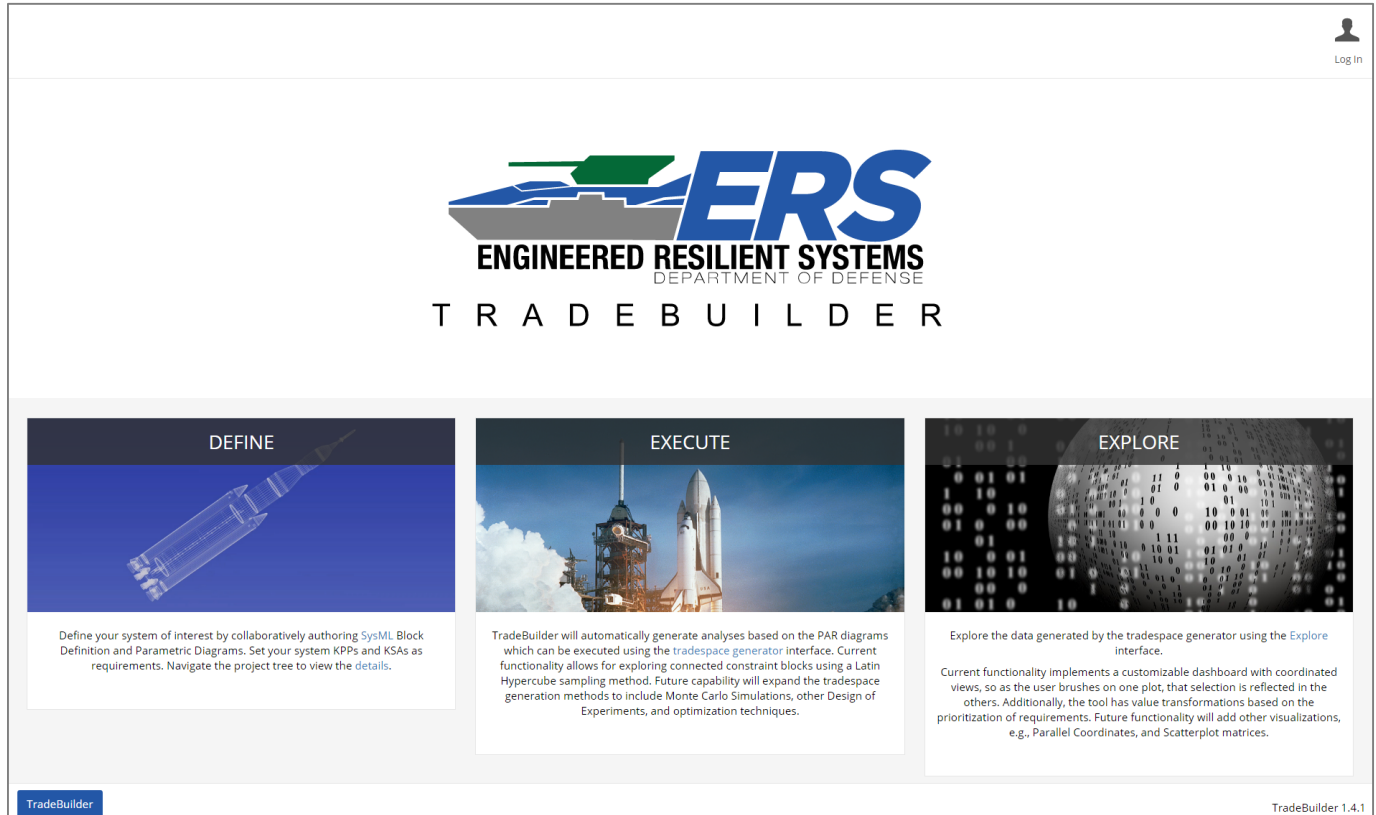 Log In
ERS
ENGINEERED RESILIENT SYSTEMS
DEPARTMENT OF DEFENSE
TRADEBUILDER
DEFINE
Define your system of interest by collaboratively authoring SysML Block
Definition and Parametric Diagrams. Set your system KPPs and KSAs as
requirements. Navigate the project tree to view the details.
EXECUTE
TradeBuilder will automatically generate analyses based on the PAR diagrams
which can be executed using the tradespace generator interface. Current
functionality allows for exploring connected constraint blocks using a Latin
Hypercube sampling method. Future capability will expand the tradespace
generation methods to include Monte Carlo Simulations, other Design of
Experiments, and optimization techniques.
EXPLORE
Explore the data generated by the tradespace generator using the Explore
interface.
Current functionality implements a customizable dashboard with coordinated
views, so as the user brushes on one plot, that selection is reflected in the
others. Additionally, the tool has value transformations based on the
prioritization of requirements. Future functionality will add other visualizations,
e.g., Parallel Coordinates, and Scatterplot matrices.
TradeBuilder
TradeBuilder 1.4.1